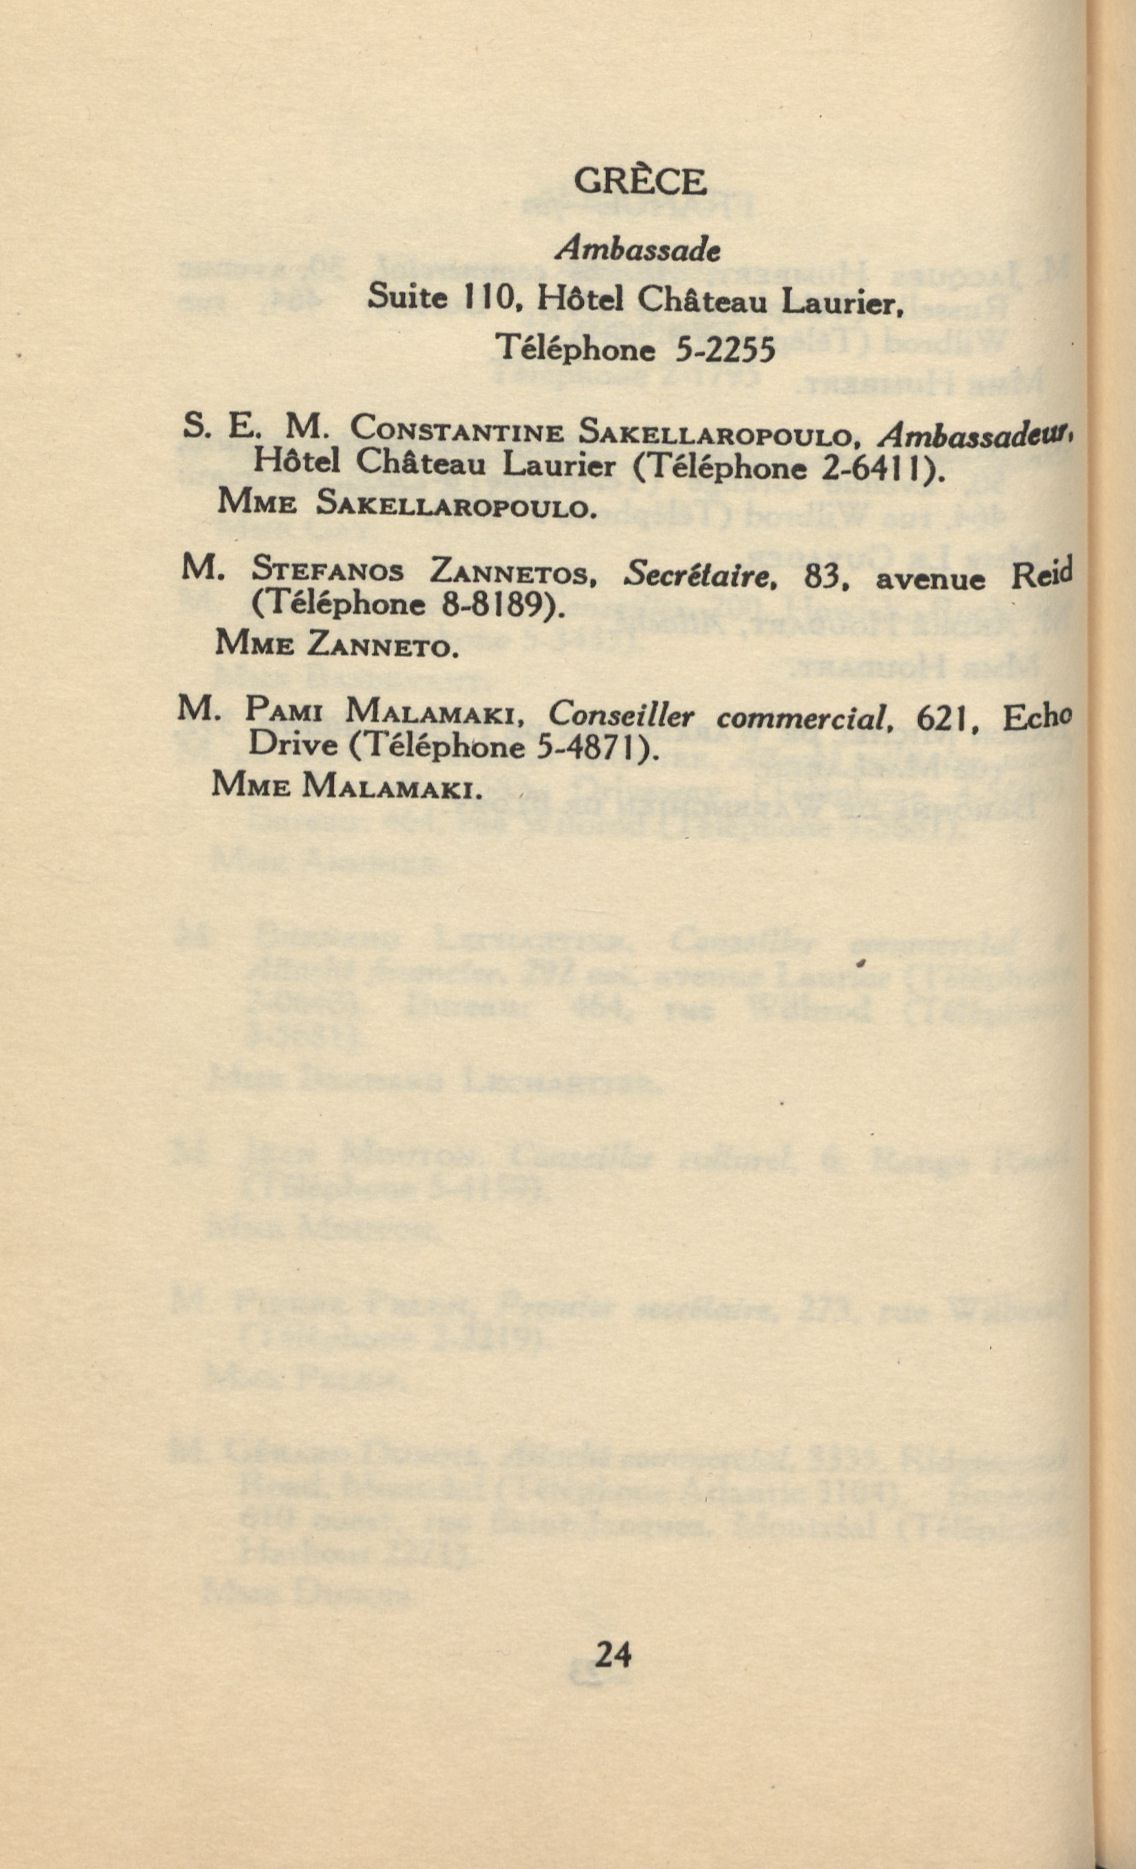 GRÈCE
Ambassade
Suite 110, Hôtel Château Laurier,
Téléphone 5-2255
S. E. M. CONSTANTINE SAKELLAROPOULO, Ambassadeur,
Hôtel Château Laurier (Téléphone 2-6411).
MME SAKELLAROPOULO.
M. STEFANOS ZANNETOS, Secrétaire, 83, avenue Reid
(Téléphone 8-8189).
MME ZANNETO.
M. PAMI MALAMAKI, Conseiller commercial, 621, Echo
Drive (Téléphone 5-4871).
MME MALAMAKI.
24